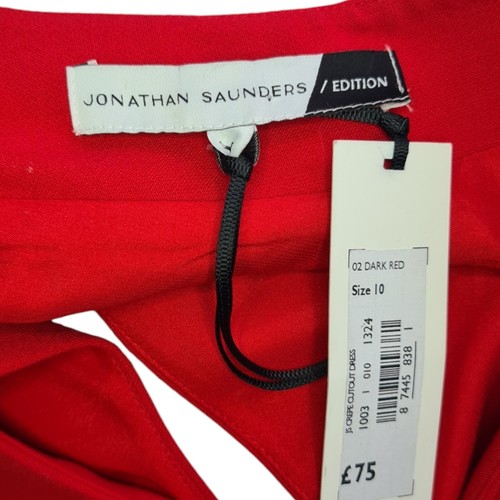 JONATHAN SAUNDERS / EDITION
02 DARK RED
Size 10
JS CREPE CUTOUT DRESS
1003 1 010 1324
8 7445 838 1
£75